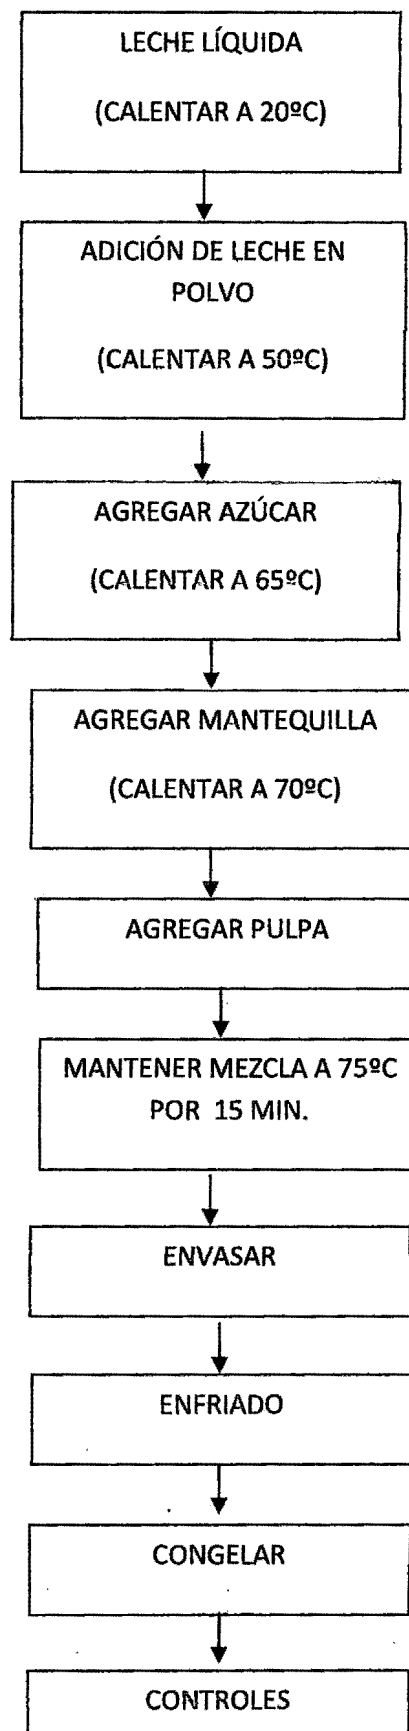 LECHE LÍQUIDA
(CALENTAR A 20ºC)
ADICIÓN DE LECHE EN
POLVO
(CALENTAR A 50ºC)
AGREGAR AZÚCAR
(CALENTAR A 65ºC)
AGREGAR MANTEQUILLA
(CALENTAR A 70ºC)
AGREGAR PULPA
MANTENER MEZCLA A 75ºC
POR 15 MIN.
ENVASAR
ENFRIADO
CONGELAR
CONTROLES